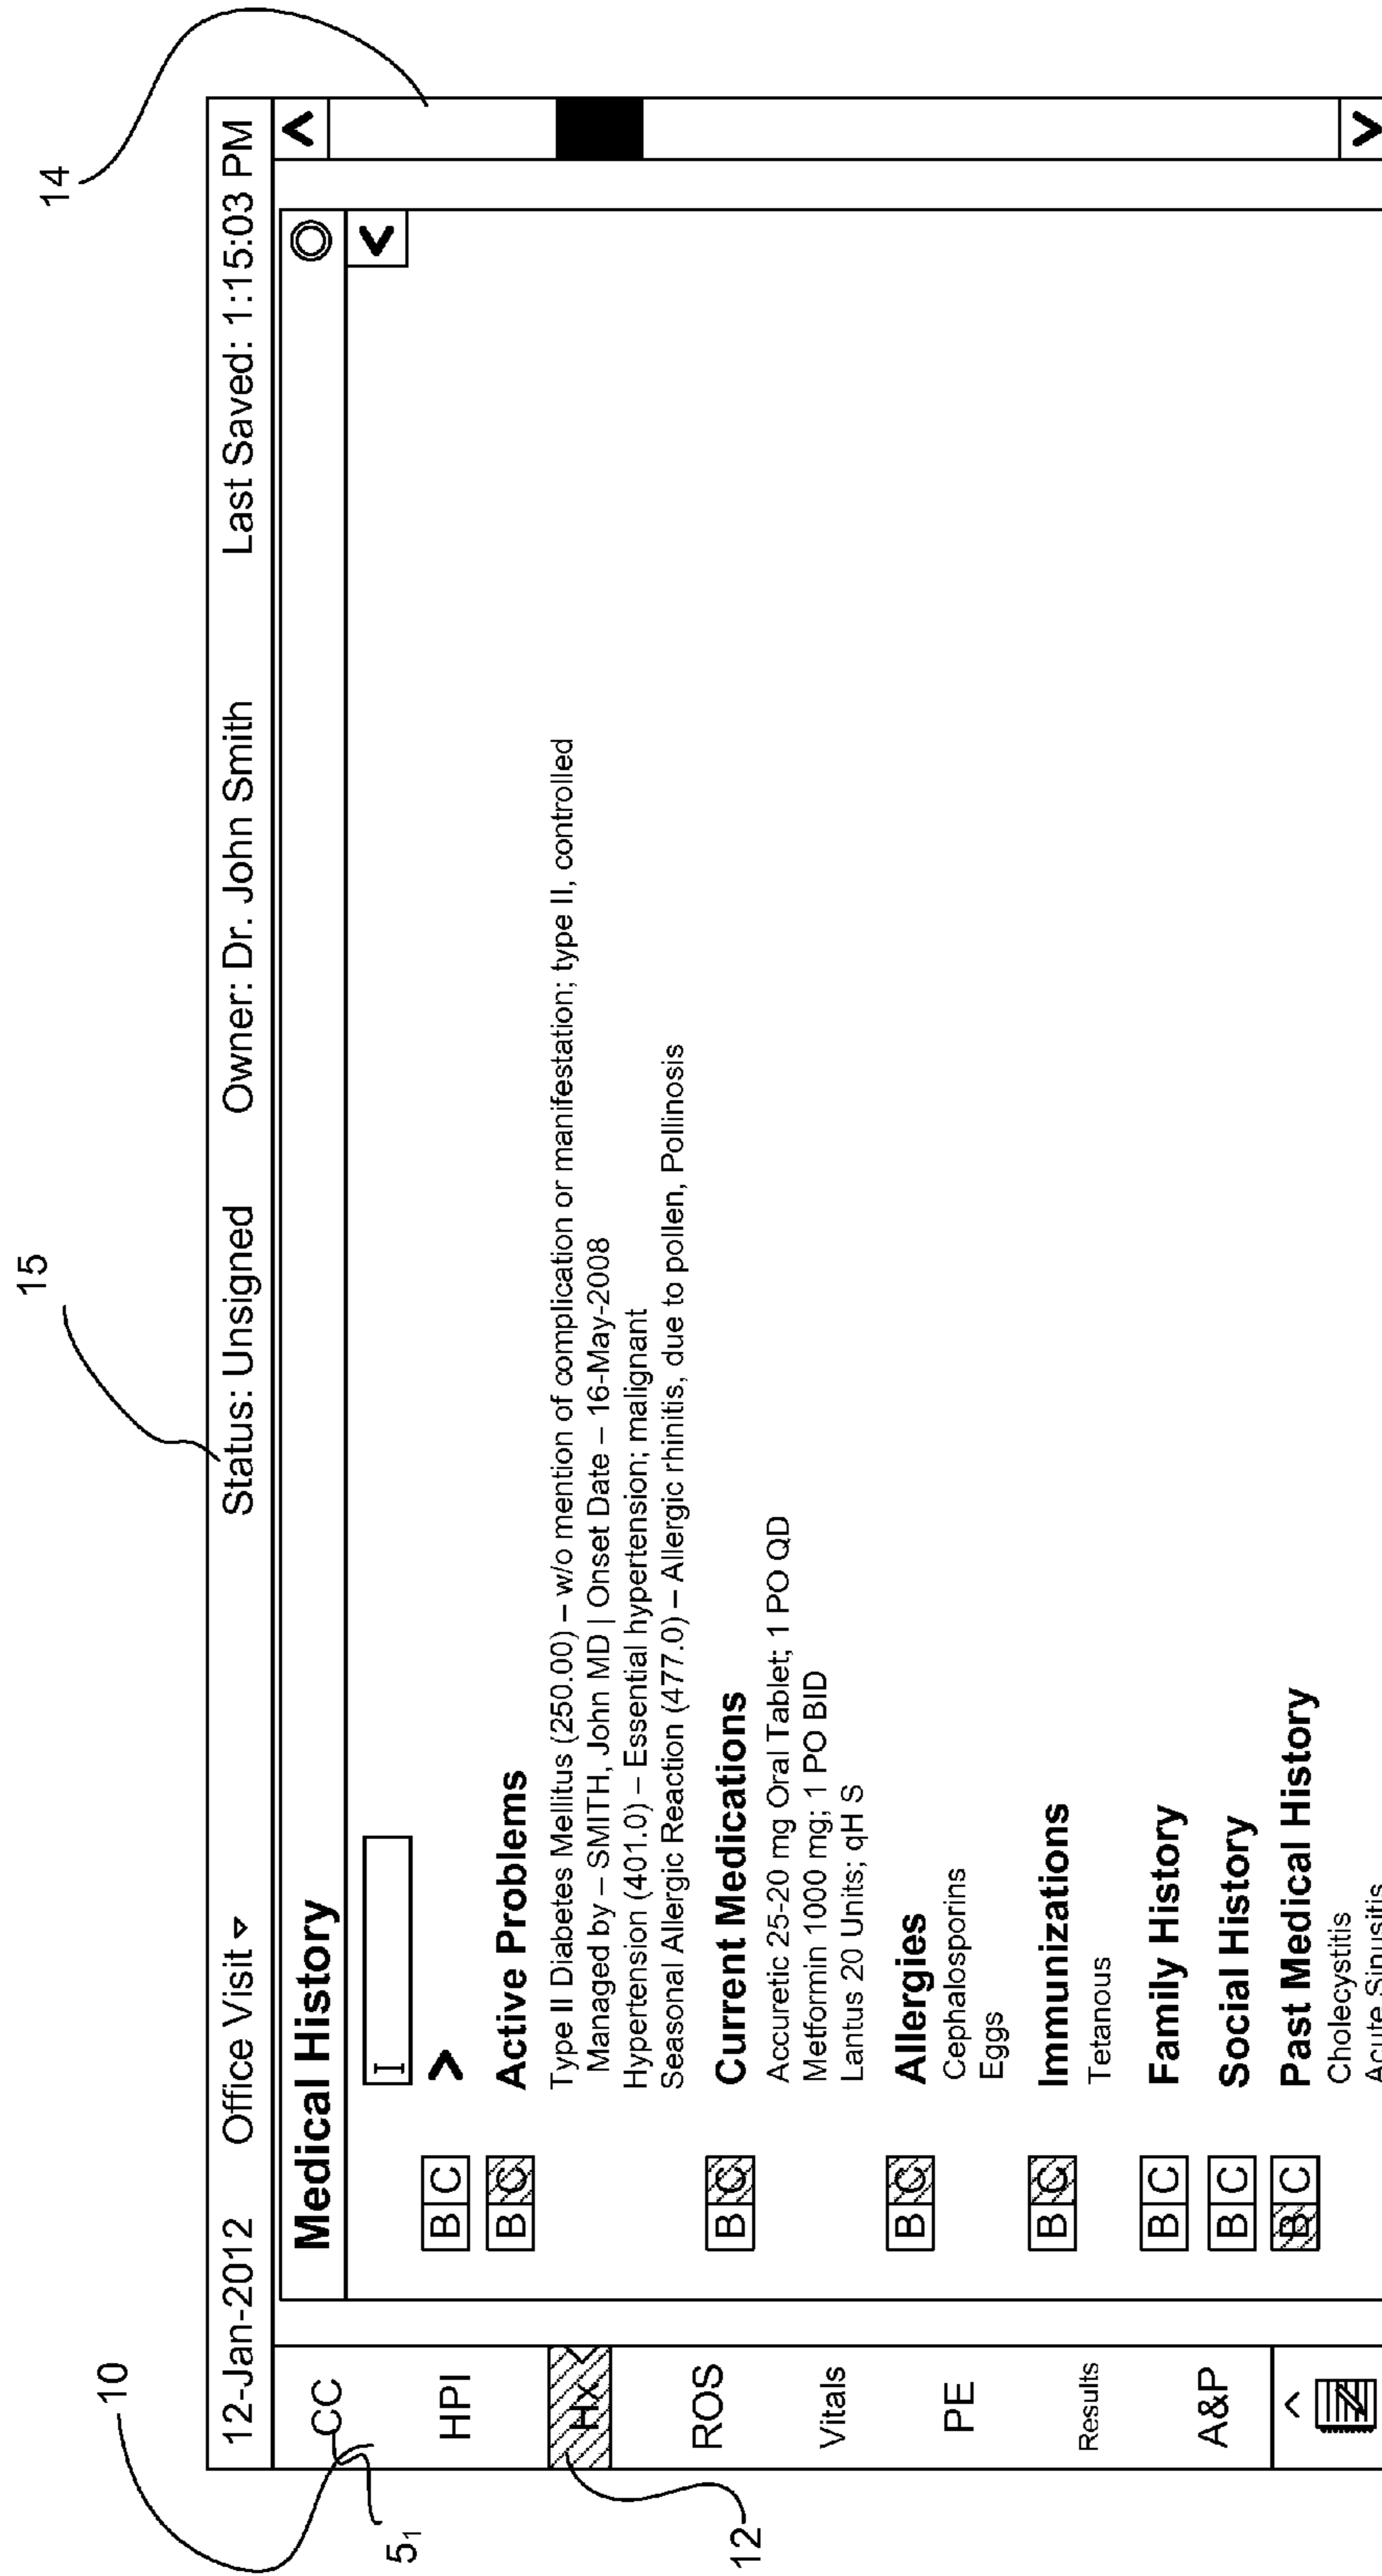 14
15
10
5₁
12
12-Jan-2012 Office Visit ▿ Status: Unsigned Owner: Dr. John Smith Last Saved: 1:15:03 PM
CC
HPI
Hx
ROS
Vitals
PE
Results
A&P
Medical History
B C
B C Active Problems
Type II Diabetes Mellitus (250.00) – w/o mention of complication or manifestation; type II, controlled
Managed by – SMITH, John MD | Onset Date – 16-May-2008
Hypertension (401.0) – Essential hypertension; malignant
Seasonal Allergic Reaction (477.0) – Allergic rhinitis, due to pollen, Pollinosis
B C Current Medications
Accuretic 25-20 mg Oral Tablet; 1 PO QD
Metformin 1000 mg; 1 PO BID
Lantus 20 Units; qH S
B C Allergies
Cephalosporins
Eggs
B C Immunizations
Tetanous
B C Family History
B C Social History
B C Past Medical History
Cholecystitis
Acute Sinusitis